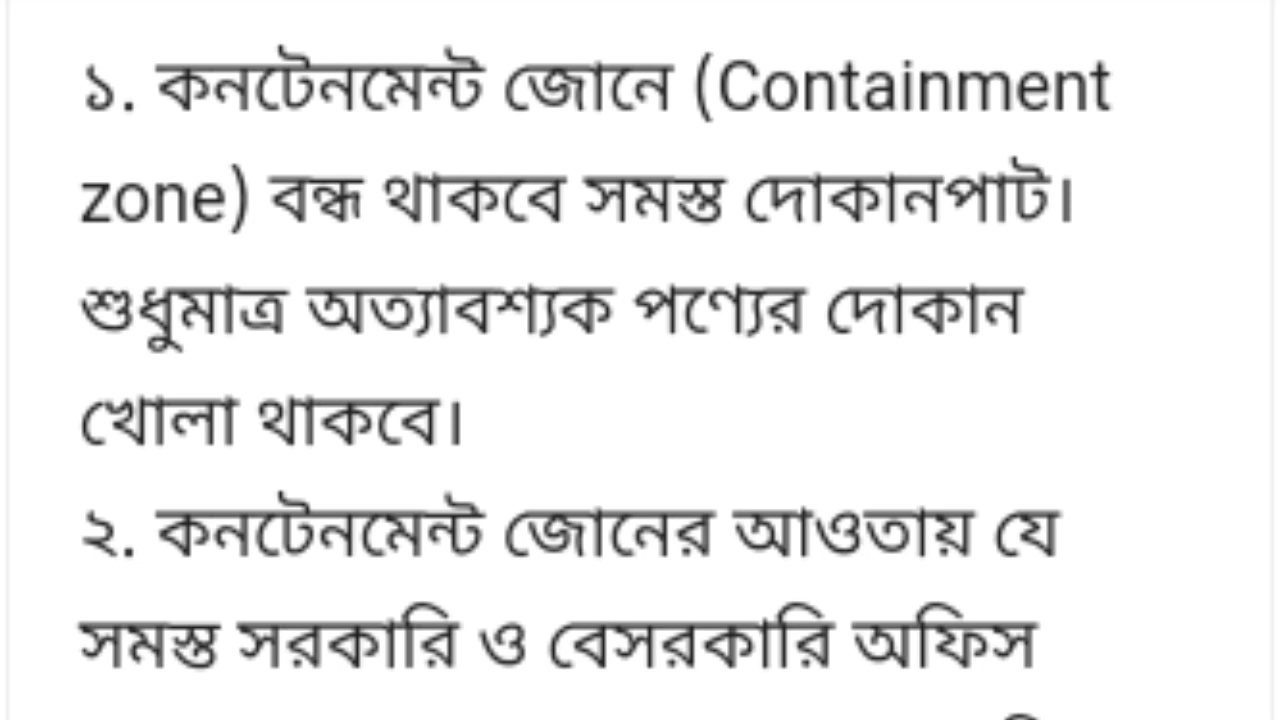 ১. কনটেনমেন্ট জোনে (Containment
zone) বন্ধ থাকবে সমস্ত দোকানপাট।
শুধুমাত্র অত্যাবশ্যক পণ্যের দোকান
খোলা থাকবে।
২. কনটেনমেন্ট জোনের আওতায় যে
সমস্ত সরকারি ও বেসরকারি অফিস